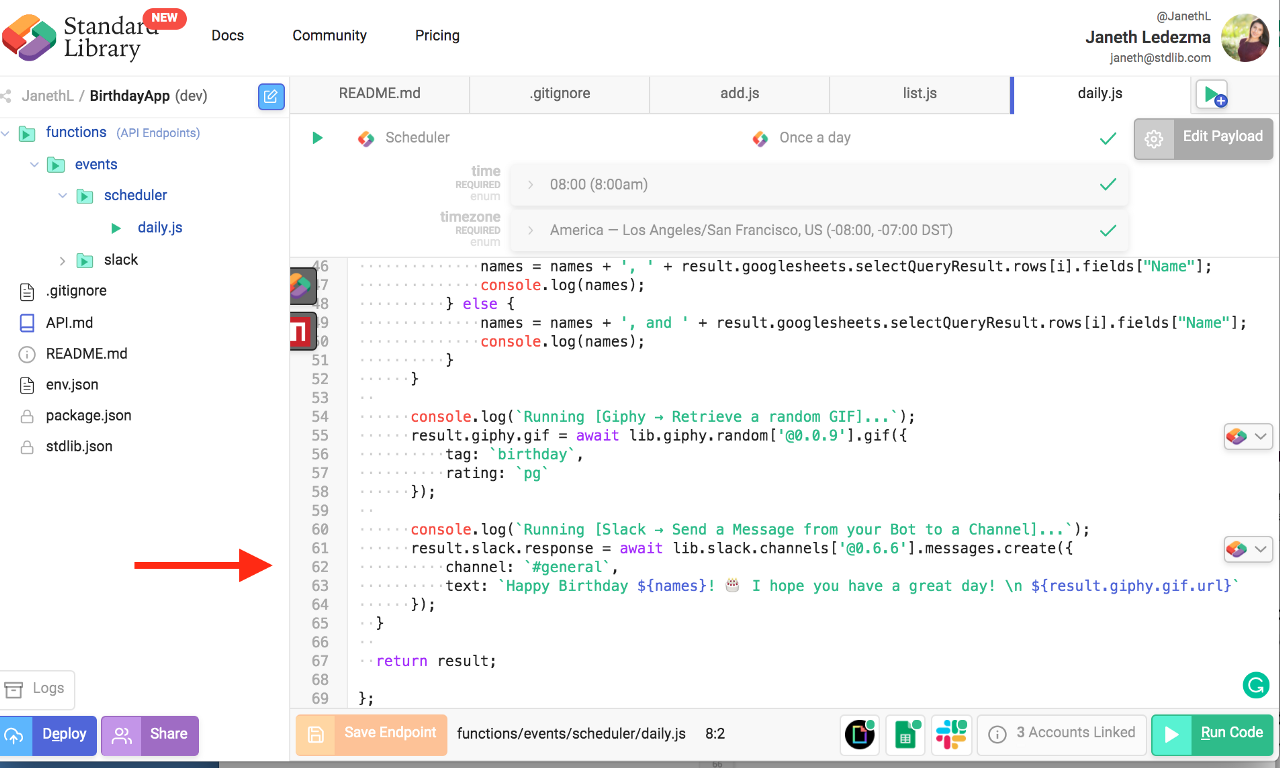 Standard
Library
NEW
Docs
Community
Pricing
@JanethL
Janeth Ledezma
janeth@stdlib.com
JanethL / BirthdayApp (dev)
functions (API Endpoints)
events
scheduler
daily.js
slack
.gitignore
API.md
README.md
env.json
package.json
stdlib.json
Logs
Deploy
Share
README.md
.gitignore
add.js
list.js
daily.js
Scheduler
Once a day
Edit Payload
time
REQUIRED
enum
08:00 (8:00am)
timezone
REQUIRED
enum
America — Los Angeles/San Francisco, US (-08:00, -07:00 DST)
46 names = names + ', ' + result.googlesheets.selectQueryResult.rows[i].fields["Name"];
47 console.log(names);
48 } else {
49 names = names + ', and ' + result.googlesheets.selectQueryResult.rows[i].fields["Name"];
50 console.log(names);
51 }
52 }
53
54 console.log(`Running [Giphy → Retrieve a random GIF]...`);
55 result.giphy.gif = await lib.giphy.random['@0.0.9'].gif({
56 tag: `birthday`,
57 rating: `pg`
58 });
59
60 console.log(`Running [Slack → Send a Message from your Bot to a Channel]...`);
61 result.slack.response = await lib.slack.channels['@0.6.6'].messages.create({
62 channel: `#general`,
63 text: `Happy Birthday ${names}! 🎂 I hope you have a great day! \n ${result.giphy.gif.url}`
64 });
65 }
66
67 return result;
68
69 };
Save Endpoint
functions/events/scheduler/daily.js
8:2
3 Accounts Linked
Run Code
66